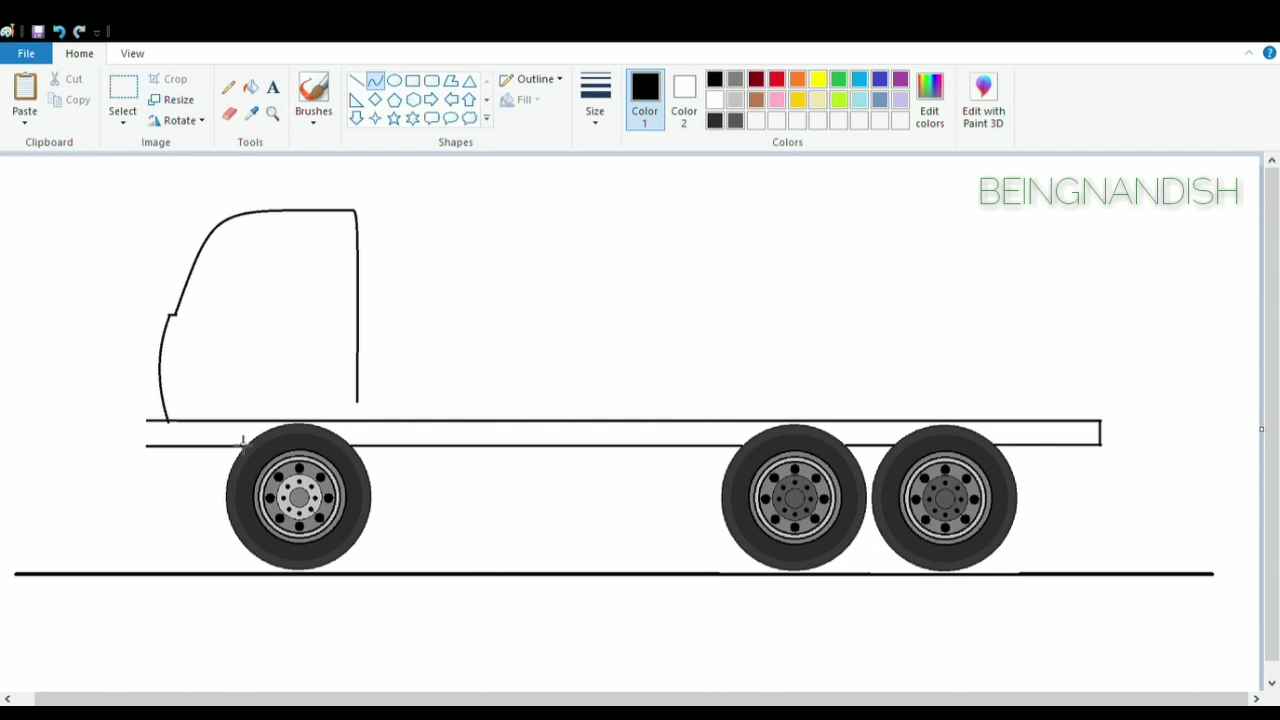 File Home View
Paste Cut Copy Clipboard
Select Crop Resize Rotate Image
Tools
Brushes
Outline Fill Shapes
Size
Color 1 Color 2 Edit colors Colors
Edit with Paint 3D
BEINGNANDISH